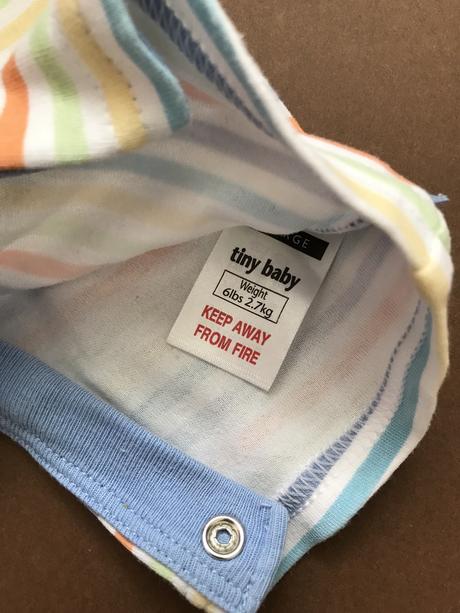 tiny baby
Weight
6lbs 2.7kg
KEEP AWAY
FROM FIRE